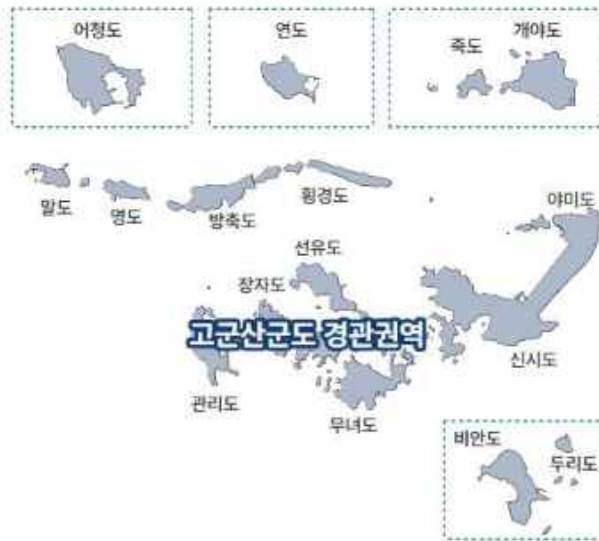 어청도
연도
죽도
개야도
말도
명도
방축도
횡경도
야미도
선유도
장자도
고군산군도 경관권역
관리도
무녀도
신시도
비안도
두리도